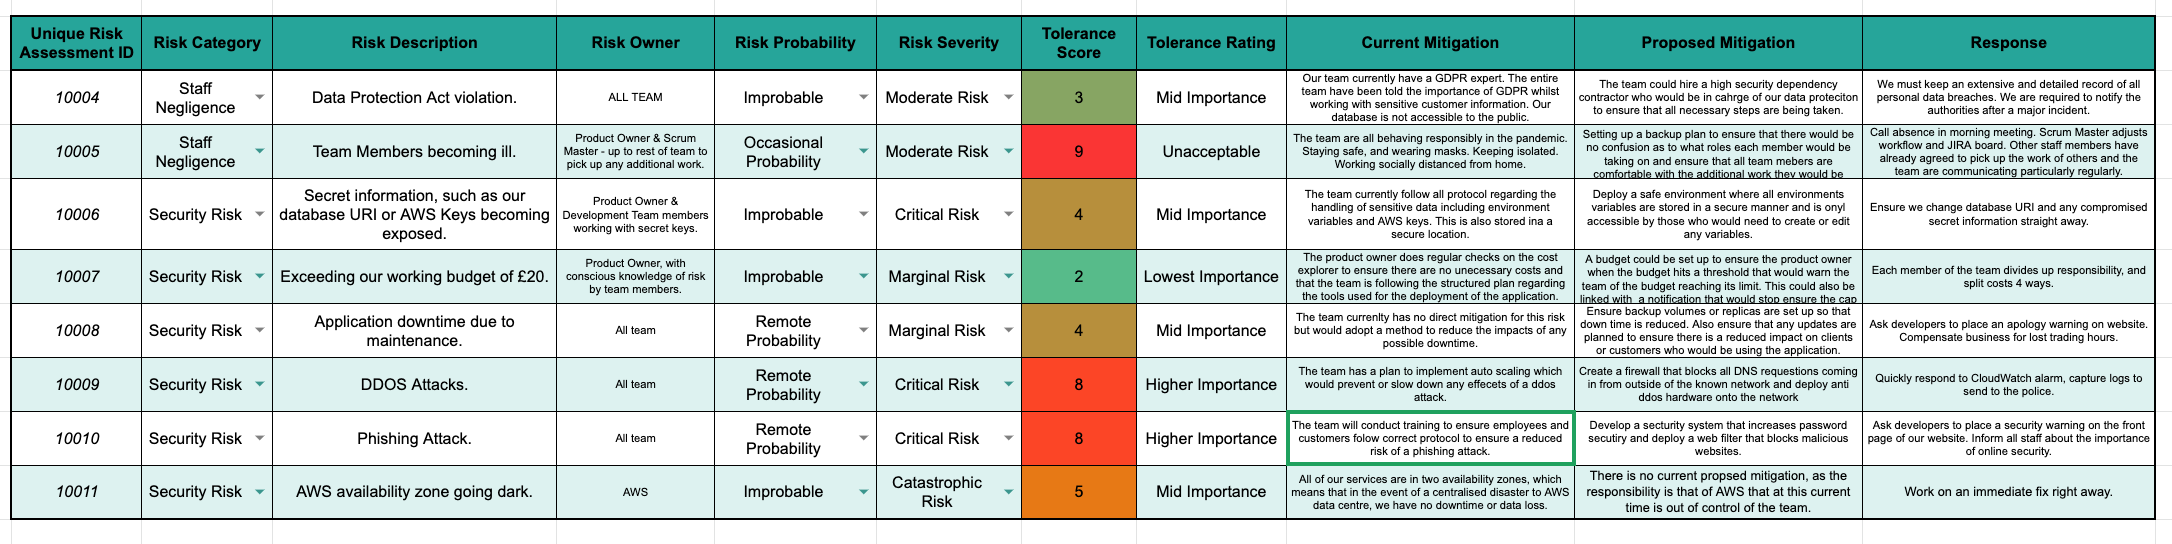 Unique Risk
Assessment ID
Risk Category
Risk Description
Risk Owner
Risk Probability
Risk Severity
Tolerance
Score
Tolerance Rating
Current Mitigation
Proposed Mitigation
Response
10004
Staff
Negligence
Data Protection Act violation.
ALL TEAM
Improbable
Moderate Risk
3
Mid Importance
Our team currently have a GDPR expert. The entire
team have been told the importance of GDPR whilst
working with sensitive customer information. Our
database is not accessible to the public.
The team could hire a high security dependency
contractor who would be in cahrge of our data proteciton
to ensure that all necessary steps are being taken.
We must keep an extensive and detailed record of all
personal data breaches. We are required to notify the
authorities after a major incident.
10005
Staff
Negligence
Team Members becoming ill.
Product Owner & Scrum
Master - up to rest of team to
pick up any additional work.
Occasional
Probability
Moderate Risk
9
Unacceptable
The team are all behaving responsibly in the pandemic.
Staying safe, and wearing masks. Keeping isolated.
Working socially distanced from home.
Setting up a backup plan to ensure that there would be
no confusion as to what roles each member would be
taking on and ensure that all team mebers are
comfortable with the additional work they would be
Call absence in morning meeting. Scrum Master adjusts
workflow and JIRA board. Other staff members have
already agreed to pick up the work of others and the
team are communicating particularly regularly.
10006
Security Risk
Secret information, such as our
database URI or AWS Keys becoming
exposed.
Product Owner &
Development Team members
working with secret keys.
Improbable
Critical Risk
4
Mid Importance
The team currently follow all protocol regarding the
handling of sensitive data including environment
variables and AWS keys. This is also stored ina a
secure location.
Deploy a safe environment where all environments
variables are stored in a secure manner and is onyl
accessible by those who would need to create or edit
any variables.
Ensure we change database URI and any compromised
secret information straight away.
10007
Security Risk
Exceeding our working budget of £20.
Product Owner, with
conscious knowledge of risk
by team members.
Improbable
Marginal Risk
2
Lowest Importance
The product owner does regular checks on the cost
explorer to ensure there are no unecessary costs and
that the team is following the structured plan regarding
the tools used for the deployment of the application.
A budget could be set up to ensure the product owner
when the budget hits a threshold that would warn the
team of the budget reaching its limit. This could also be
linked with a notification that would stop ensure the cap
Each member of the team divides up responsibility, and
split costs 4 ways.
10008
Security Risk
Application downtime due to
maintenance.
All team
Remote
Probability
Marginal Risk
4
Mid Importance
The team currenlty has no direct mitigation for this risk
but would adopt a method to reduce the impacts of any
possible downtime.
Ensure backup volumes or replicas are set up so that
down time is reduced. Also ensure that any updates are
planned to ensure there is a reduced impact on clients
or customers who would be using the application.
Ask developers to place an apology warning on website.
Compensate business for lost trading hours.
10009
Security Risk
DDOS Attacks.
All team
Remote
Probability
Critical Risk
8
Higher Importance
The team has a plan to implement auto scaling which
would prevent or slow down any effecets of a ddos
attack.
Create a firewall that blocks all DNS requestions coming
in from outside of the known network and deploy anti
ddos hardware onto the network
Quickly respond to CloudWatch alarm, capture logs to
send to the police.
10010
Security Risk
Phishing Attack.
All team
Remote
Probability
Critical Risk
8
Higher Importance
The team will conduct training to ensure employees and
customers folow correct protocol to ensure a reduced
risk of a phishing attack.
Develop a secturity system that increases password
secutiry and deploy a web filter that blocks malicious
websites.
Ask developers to place a security warning on the front
page of our website. Inform all staff about the importance
of online security.
10011
Security Risk
AWS availability zone going dark.
AWS
Improbable
Catastrophic
Risk
5
Mid Importance
All of our services are in two availability zones, which
means that in the event of a centralised disaster to AWS
data centre, we have no downtime or data loss.
There is no current propsed mitigation, as the
responsibility is that of AWS that at this current
time is out of control of the team.
Work on an immediate fix right away.